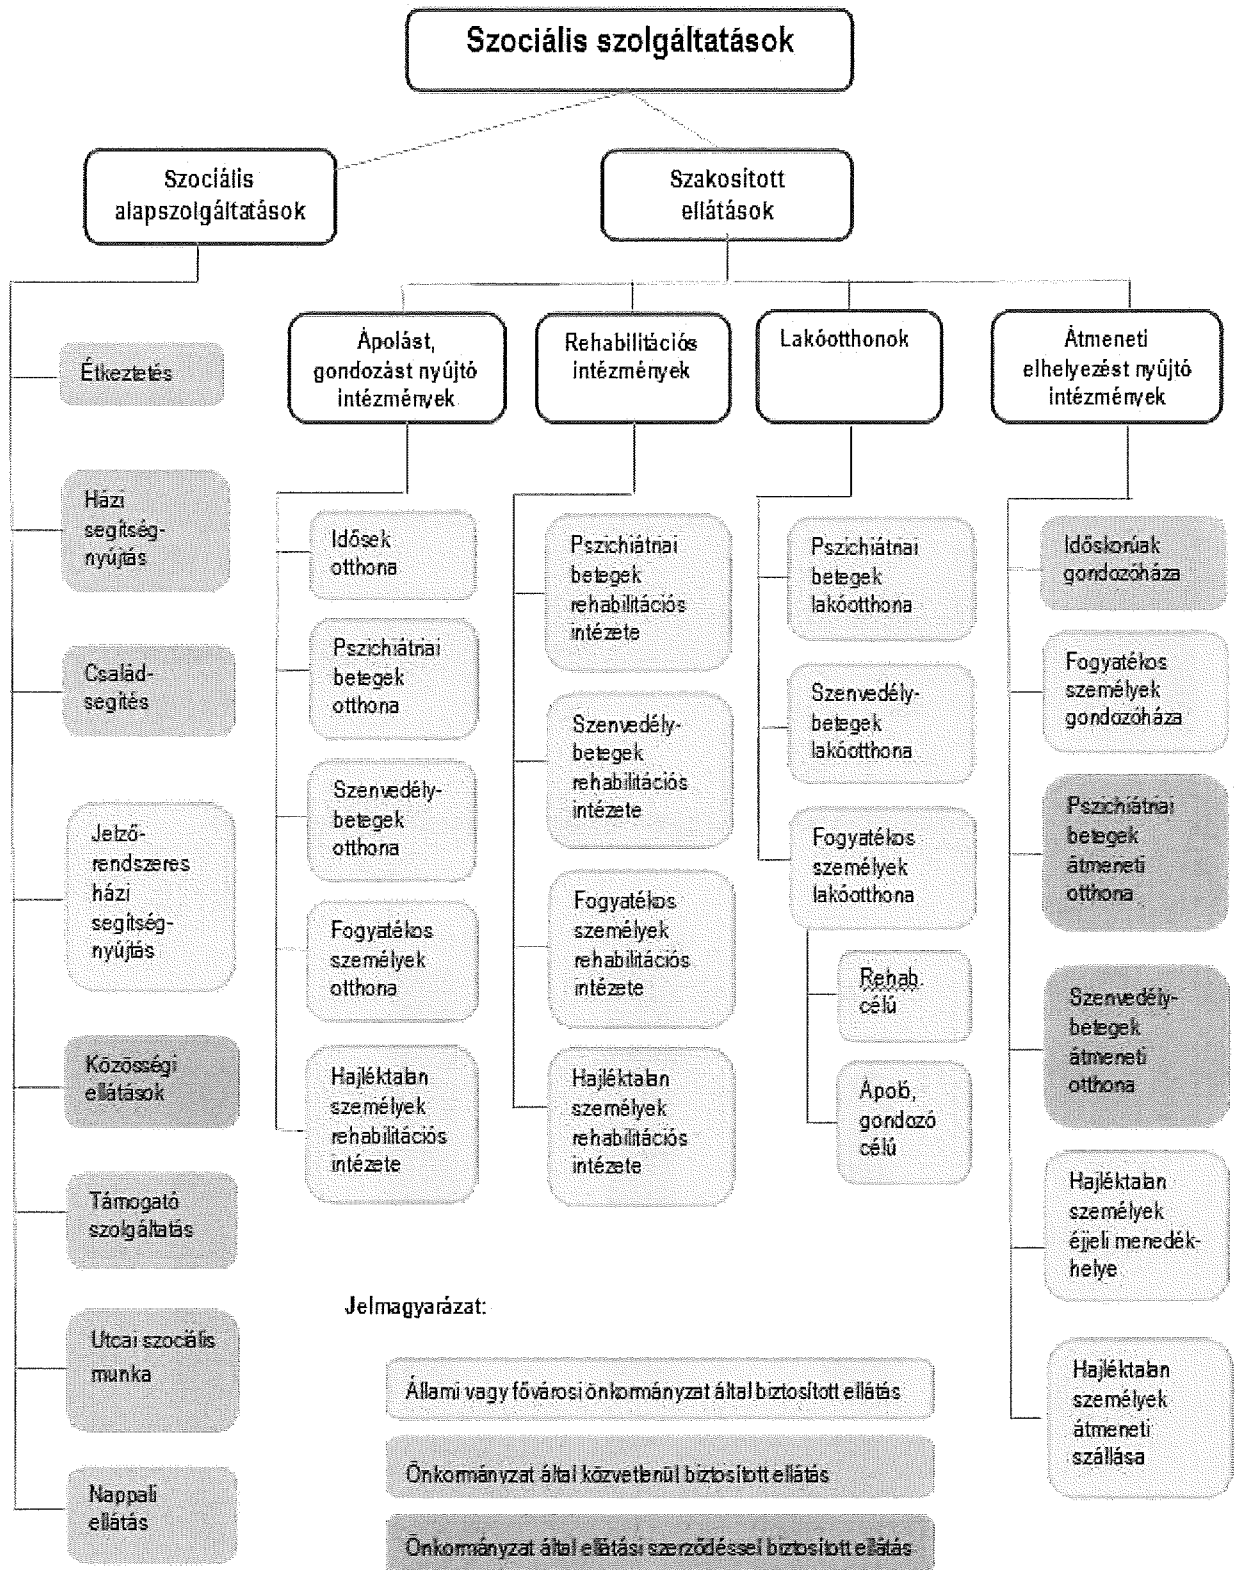 Szociális szolgáltatások
Szociális
alapszolgáltatások
Szakosított
ellátások
Étkeztetés
Házi
segítség-
nyújtás
Család-
segítés
Jelző-
rendszeres
házi
segítség-
nyújtás
Közösségi
ellátások
Támogató
szolgáltatás
Utcai szociális
munka
Nappali
ellátás
Ápolást,
gondozást nyújtó
intézmények
Idősek
otthona
Pszichiátriai
betegek
otthona
Szenvedély-
betegek
otthona
Fogyatékos
személyek
otthona
Hajléktalan
személyek
rehabilitációs
intézete
Rehabilitációs
intézmények
Pszichiátriai
betegek
rehabilitációs
intézete
Szenvedély-
betegek
rehabilitációs
intézete
Fogyatékos
személyek
rehabilitációs
intézete
Hajléktalan
személyek
rehabilitációs
intézete
Lakóotthonok
Pszichiátriai
betegek
lakóotthona
Szenvedély-
betegek
lakóotthona
Fogyatékos
személyek
lakóotthona
Rehab.
célú
Ápoló,
gondozó
célú
Átmeneti
elhelyezést nyújtó
intézmények
Időskorúak
gondozóháza
Fogyatékos
személyek
gondozóháza
Pszichiátriai
betegek
átmeneti
otthona
Szenvedély-
betegek
átmeneti
otthona
Hajléktalan
személyek
éjjeli menedék-
helye
Hajléktalan
személyek
átmeneti
szállása
Jelmagyarázat:
Állami vagy fővárosi önkormányzat által biztosított ellátás
Önkormányzat által közvetlenül biztosított ellátás
Önkormányzat által ellátási szerződéssel biztosított ellátás